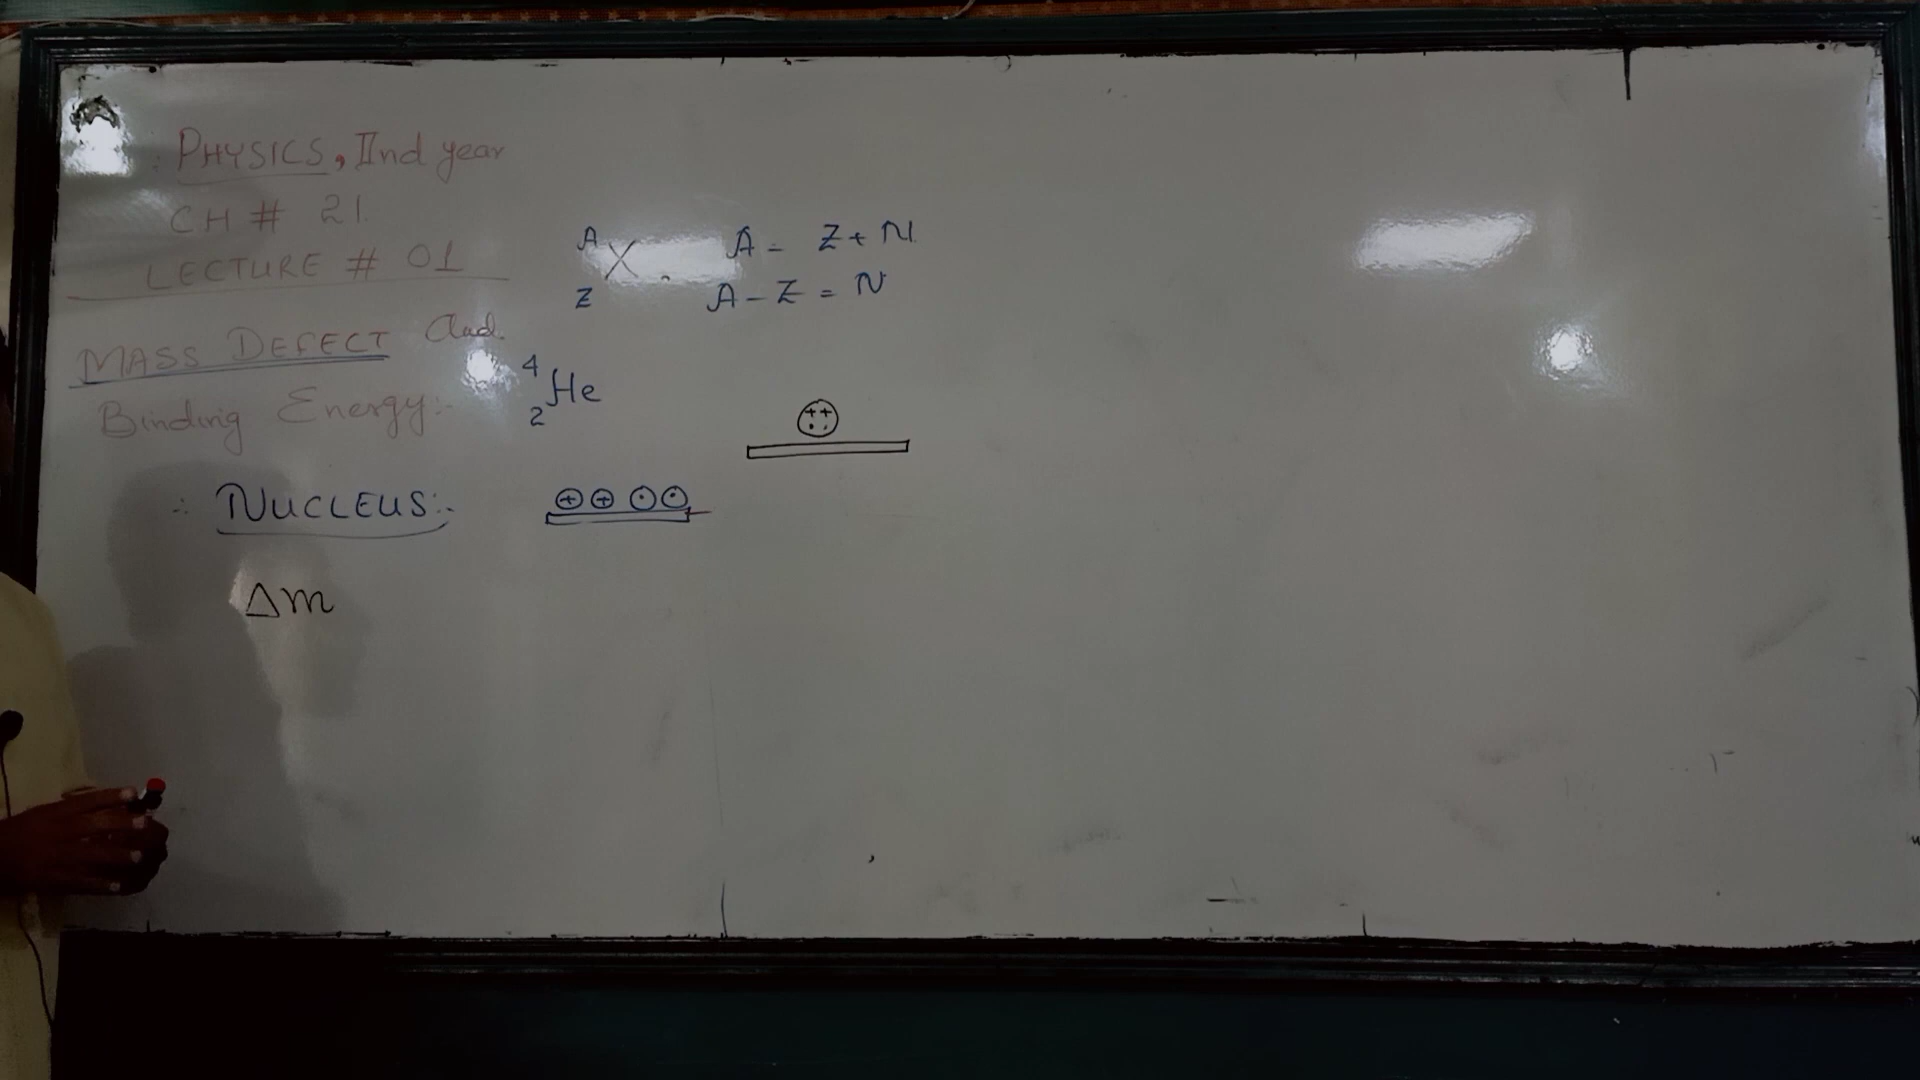 PHYSICS, IInd year
CH # 21.
LECTURE # 01
MASS DEFECT And
Binding Energy:-
A
Z X.
A = Z + N
A - Z = N
4
2 He
++
⊕ ⊕ ⊙ ⊙
∴ NUCLEUS:-
Δm